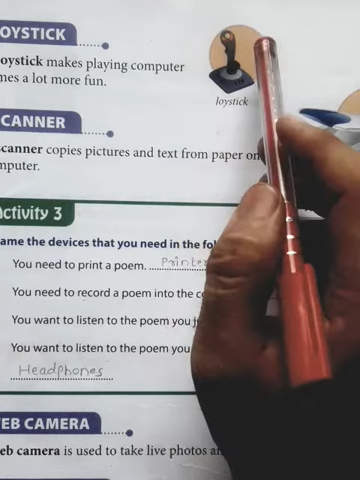 OYSTICK
oystick makes playing computer
mes a lot more fun.
Joystick
CANNER
canner copies pictures and text from paper on
mputer.
ctivity 3
ame the devices that you need in the fo
You need to print a poem. Printer
You need to record a poem into the c
You want to listen to the poem you j
You want to listen to the poem you
Headphones
EB CAMERA
eb camera is used to take live photos a